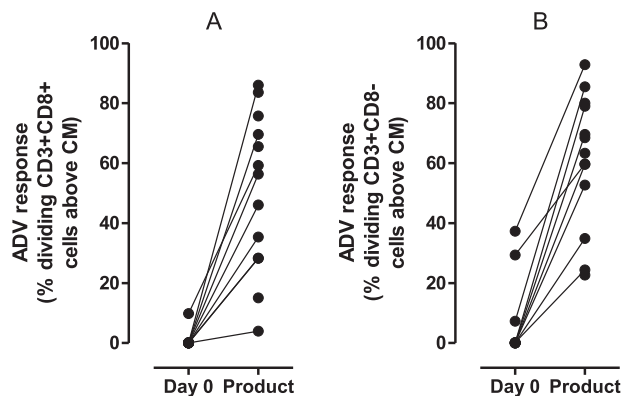 A
ADV response
(% dividing CD3+CD8+
cells above CM)
100
80
60
40
20
0
Day 0 Product
B
ADV response
(% dividing CD3+CD8-
cells above CM)
100
80
60
40
20
0
Day 0 Product